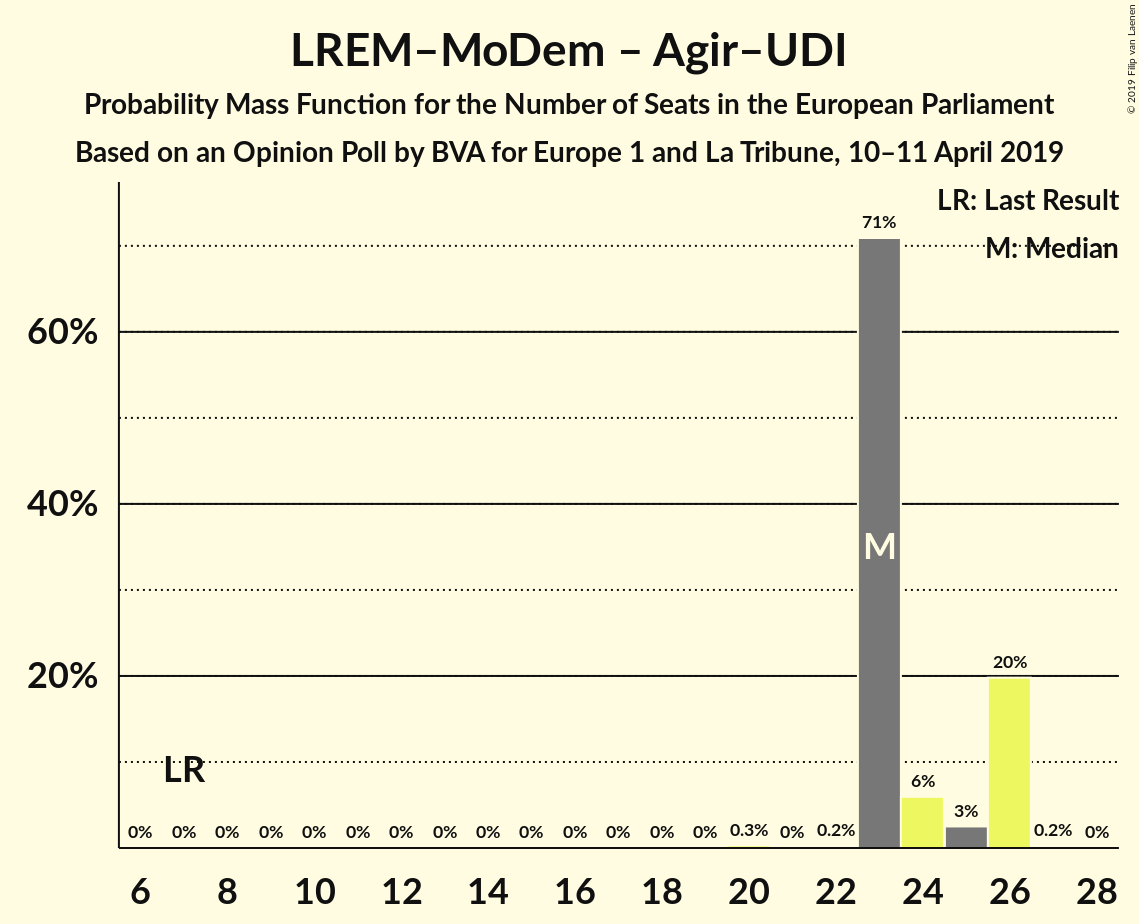 LREM–MoDem – Agir–UDI
Probability Mass Function for the Number of Seats in the European Parliament
Based on an Opinion Poll by BVA for Europe 1 and La Tribune, 10–11 April 2019
© 2019 Filip van Laenen
LR: Last Result
M: Median
71%
60%
40%
M
20%
20%
LR
6%
3%
0% 0% 0% 0% 0% 0% 0% 0% 0% 0% 0% 0% 0% 0% 0.3% 0% 0.2% 0.2% 0%
6 8 10 12 14 16 18 20 22 24 26 28